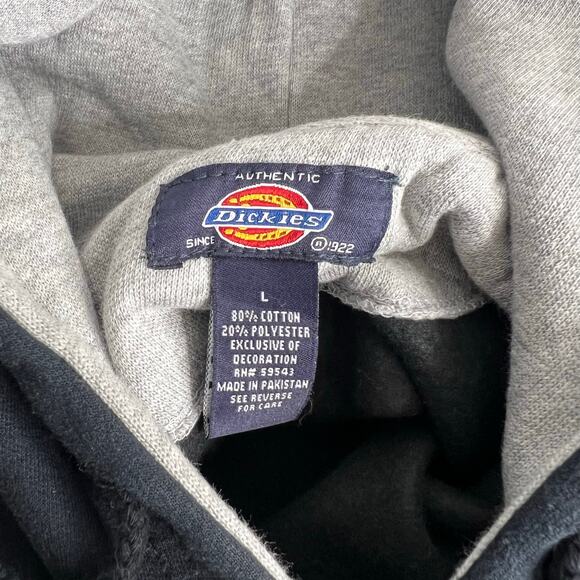 AUTHENTIC
Dickies
SINCE ® 1922
L
80% COTTON
20% POLYESTER
EXCLUSIVE OF
DECORATION
RN# 59543
MADE IN PAKISTAN
SEE REVERSE
FOR CARE